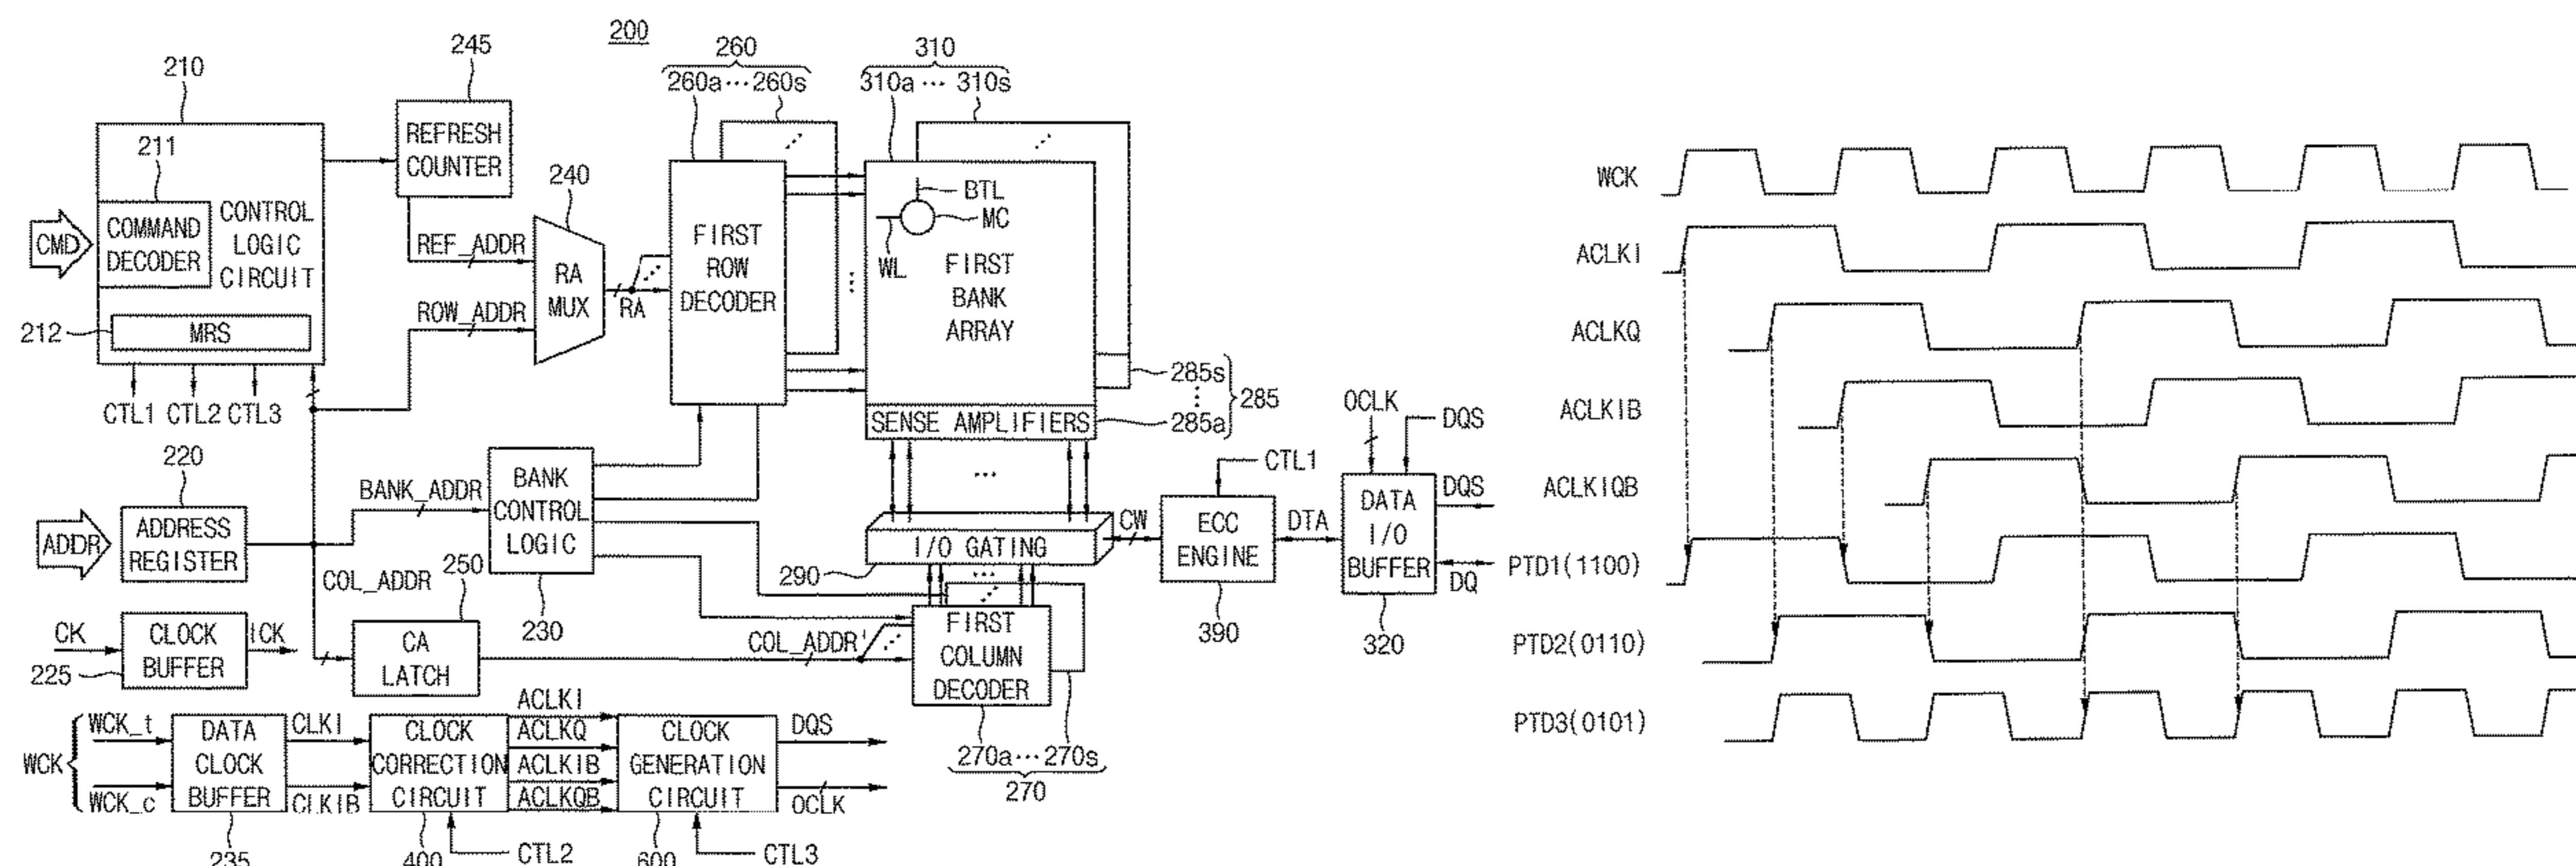 200
210
245
260
260a ··· 260s
310
310a ··· 310s
REFRESH
COUNTER
211
COMMAND
DECODER
CONTROL
LOGIC
CIRCUIT
CMD
212
MRS
240
REF_ADDR
ROW_ADDR
RA
MUX
RA
FIRST
ROW
DECODER
BTL
MC
WL
FIRST
BANK
ARRAY
CTL1 CTL2 CTL3
285s
285a
285
SENSE AMPLIFIERS
220
ADDR
ADDRESS
REGISTER
BANK_ADDR
BANK
CONTROL
LOGIC
230
COL_ADDR
250
CA
LATCH
COL_ADDR'
CK
CLOCK
BUFFER
ICK
225
I/O GATING
290
CW
CTL1
ECC
ENGINE
390
DTA
OCLK
DQS
DATA
I/O
BUFFER
320
DQS
DQ
FIRST
COLUMN
DECODER
270a ··· 270s
270
WCK
WCK_t
WCK_c
DATA
CLOCK
BUFFER
235
CLKI
CLKIB
CLOCK
CORRECTION
CIRCUIT
400
CTL2
ACLKI
ACLKQ
ACLKIB
ACLKQB
CLOCK
GENERATION
CIRCUIT
600
CTL3
DQS
OCLK
WCK
ACLKI
ACLKQ
ACLKIB
ACLKIQB
PTD1(1100)
PTD2(0110)
PTD3(0101)